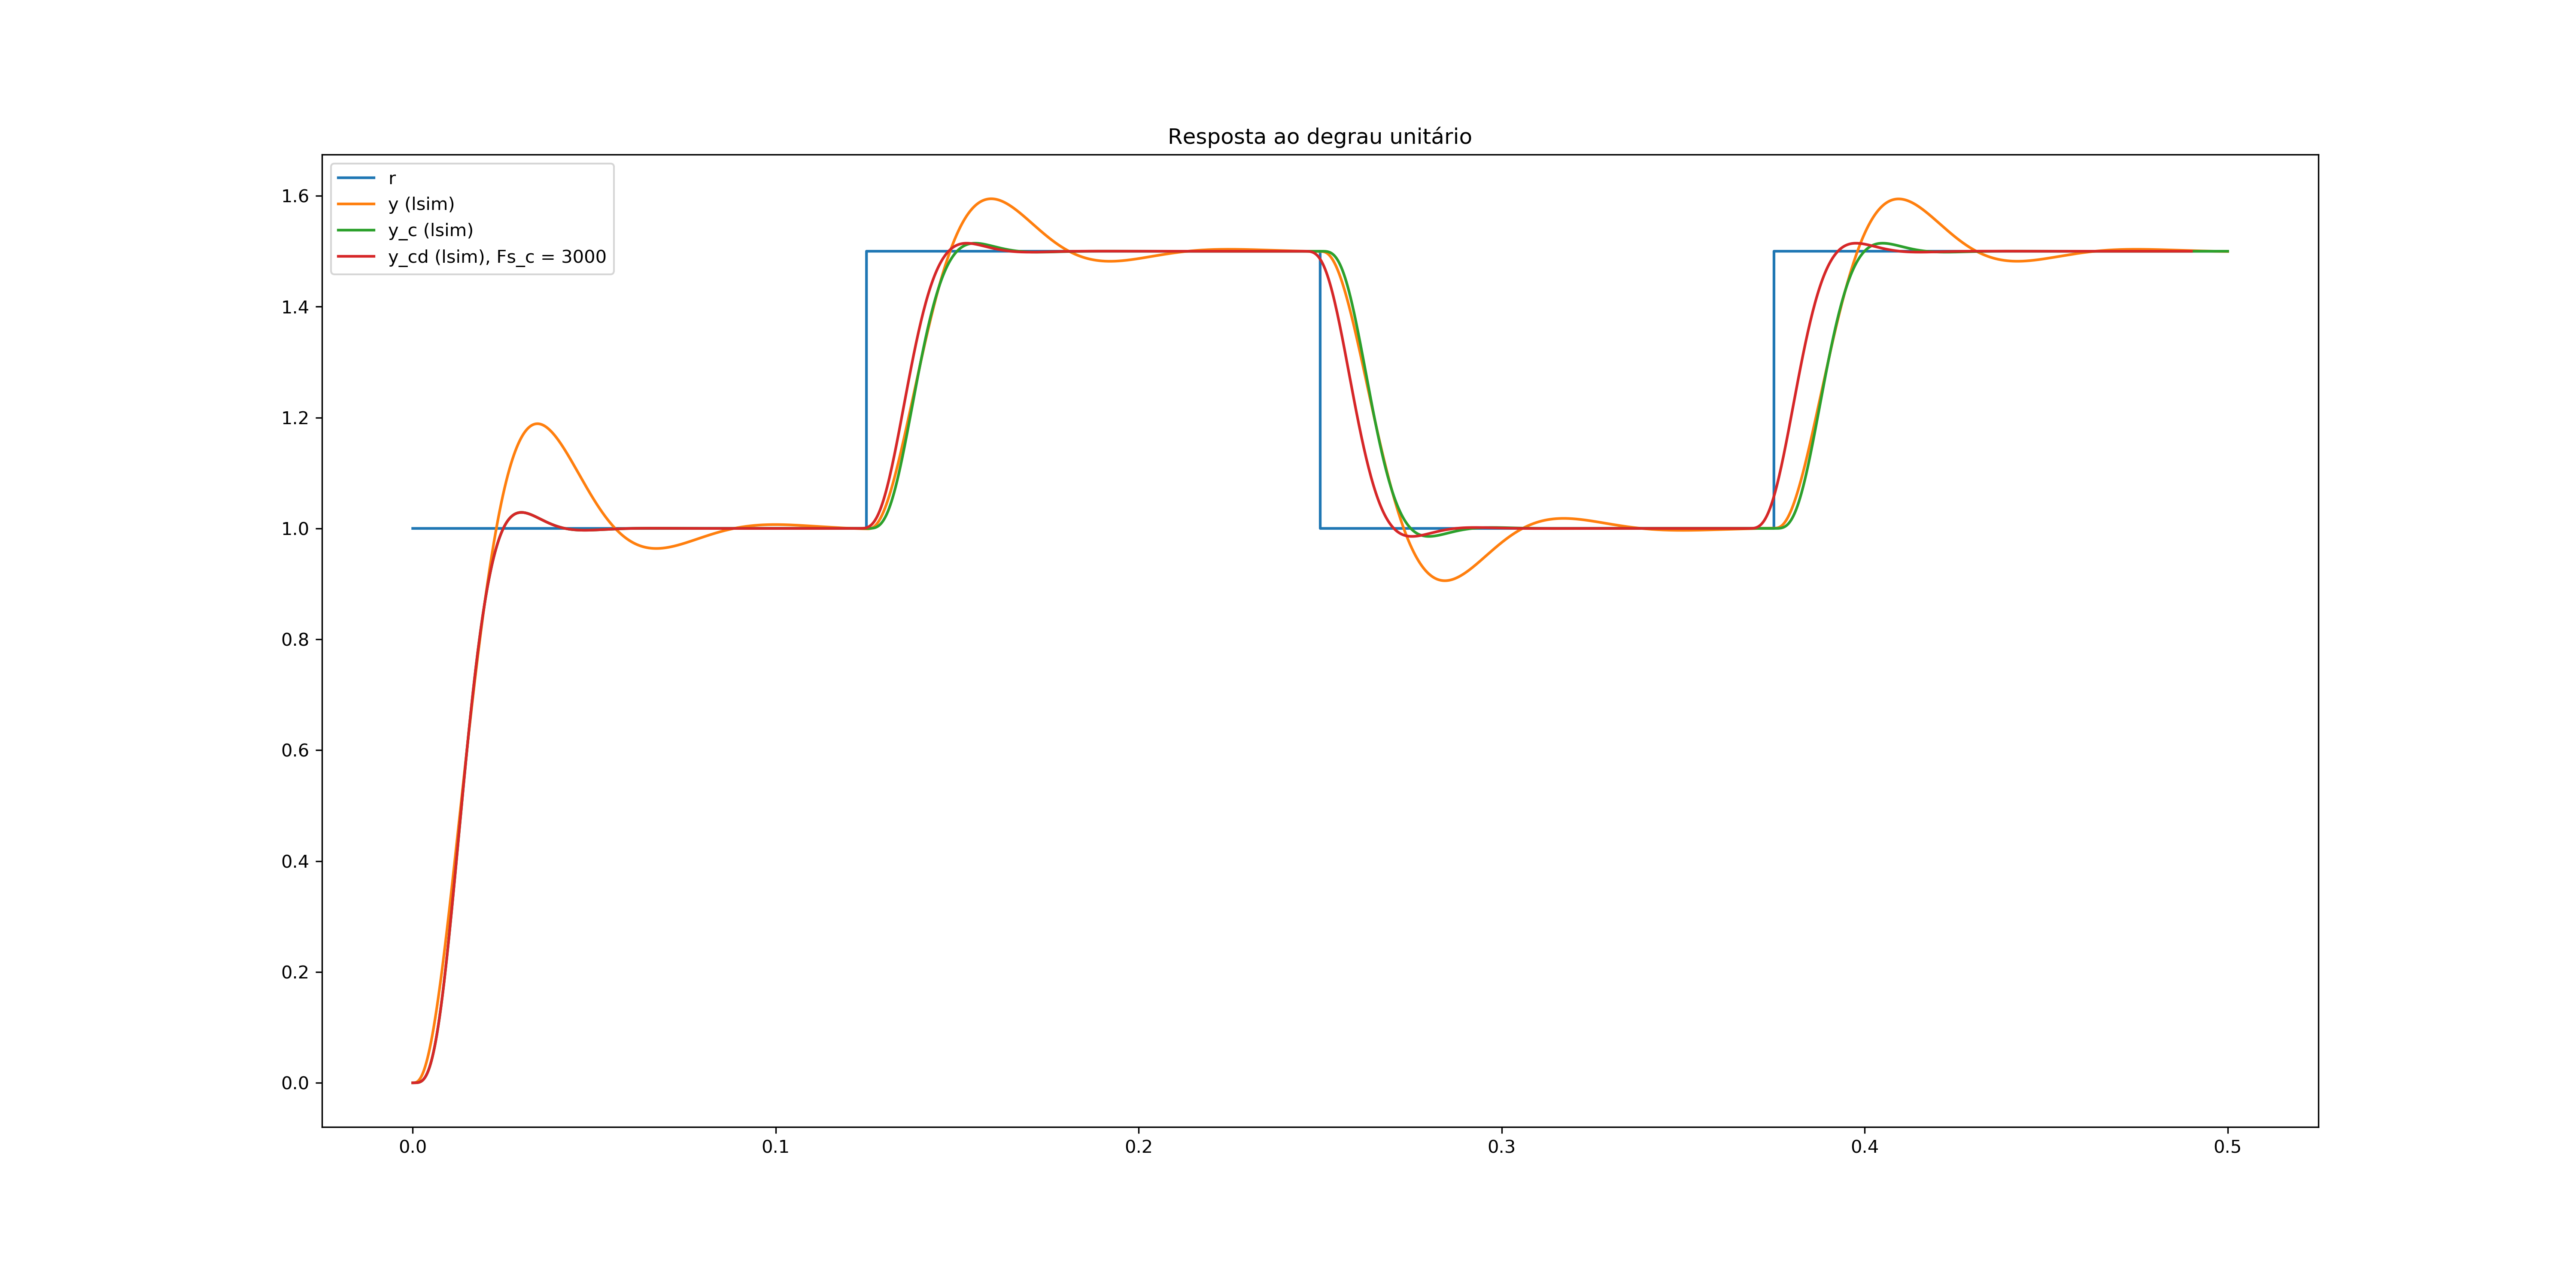 Resposta ao degrau unitário
r
y (lsim)
y_c (lsim)
y_cd (lsim), Fs_c = 3000
1.6
1.4
1.2
1.0
0.8
0.6
0.4
0.2
0.0
0.0 0.1 0.2 0.3 0.4 0.5